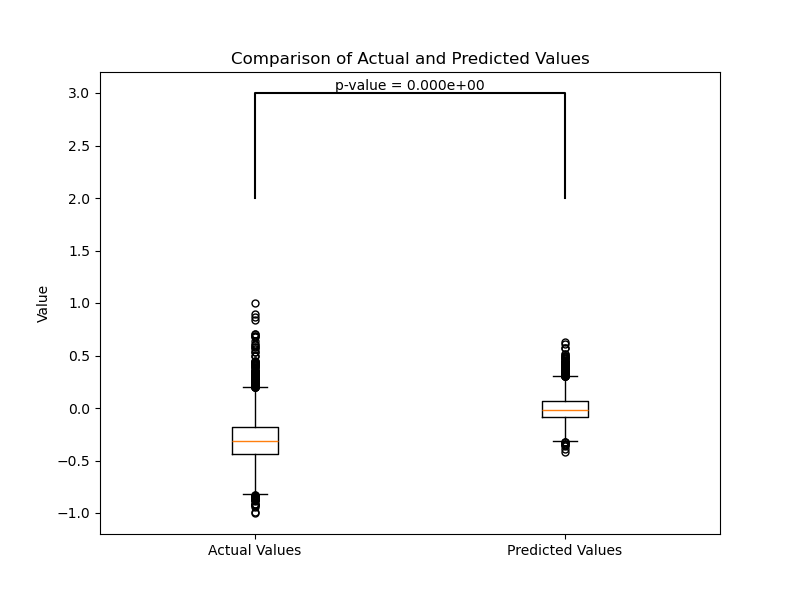 Comparison of Actual and Predicted Values
p-value = 0.000e+00
3.0
2.5
2.0
1.5
1.0
0.5
0.0
−0.5
−1.0
Value
Actual Values
Predicted Values